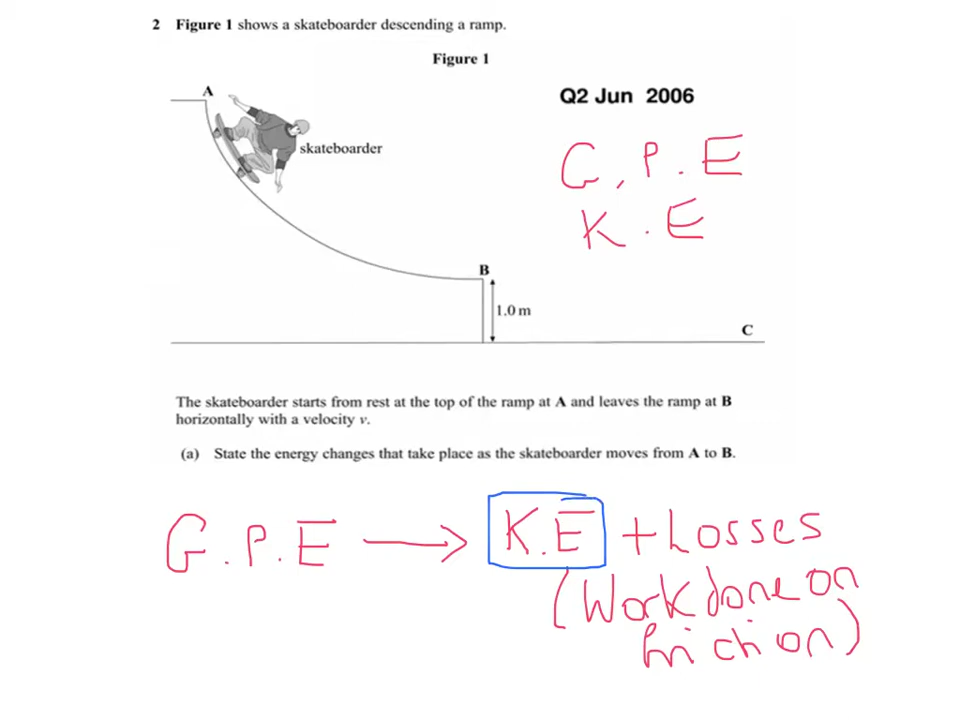 2 Figure 1 shows a skateboarder descending a ramp.
Figure 1
A
Q2 Jun 2006
skateboarder
G.P.E
K.E
B
1.0 m
C
The skateboarder starts from rest at the top of the ramp at A and leaves the ramp at B
horizontally with a velocity v.
(a) State the energy changes that take place as the skateboarder moves from A to B.
G.P.E → K.E + Losses
(Work done on
friction)